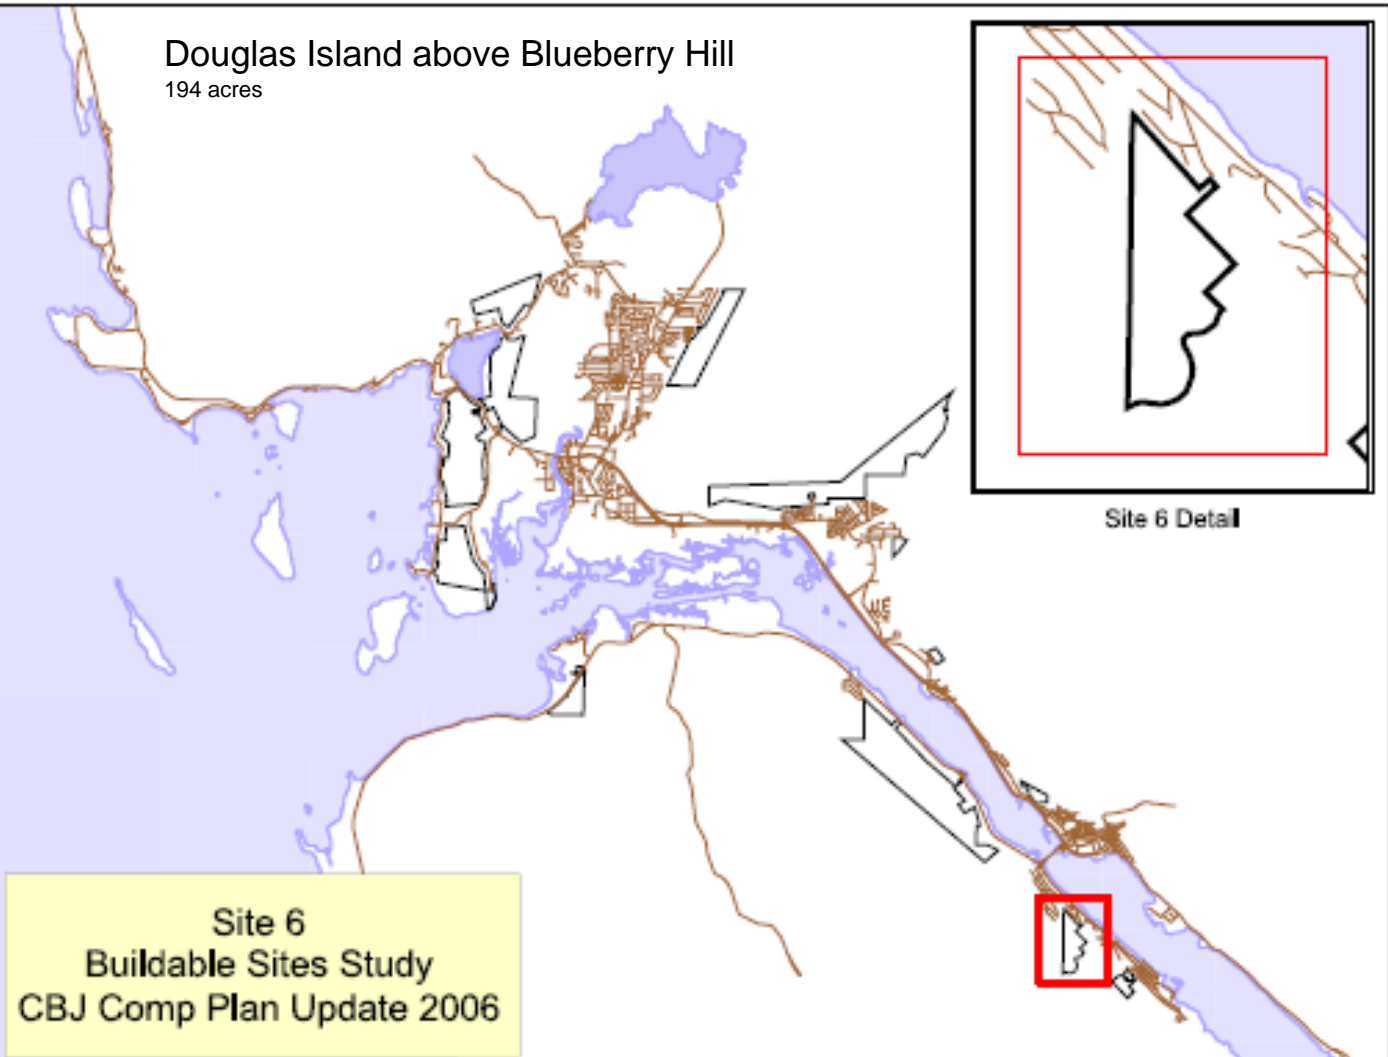 Douglas Island above Blueberry Hill
194 acres
Site 6 Detail
Site 6
Buildable Sites Study
CBJ Comp Plan Update 2006